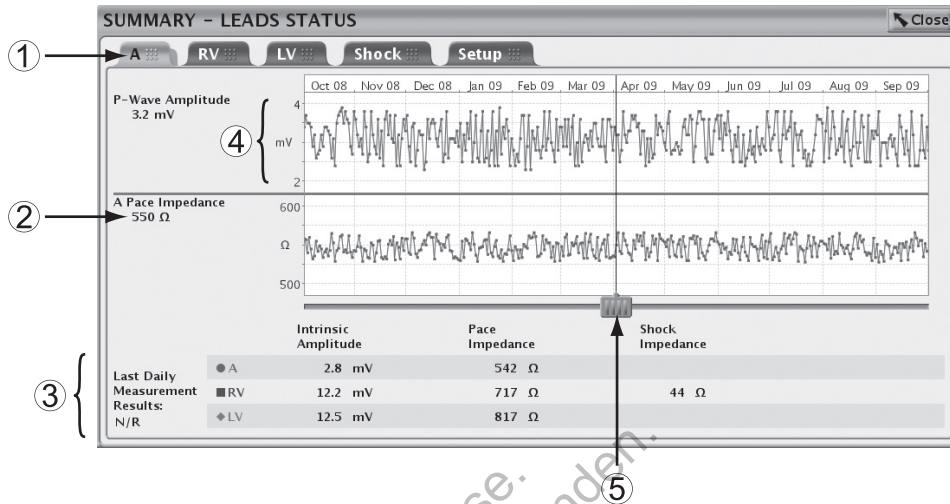 SUMMARY – LEADS STATUS
Close
1
A RV LV Shock Setup
Oct 08 Nov 08 Dec 08 Jan 09 Feb 09 Mar 09 Apr 09 May 09 Jun 09 Jul 09 Aug 09 Sep 09
P-Wave Amplitude
3.2 mV
4
4
mV
2
2
A Pace Impedance
550 Ω
600
Ω
500
Intrinsic Amplitude
Pace Impedance
Shock Impedance
3
Last Daily Measurement Results:
N/R
A 2.8 mV 542 Ω
RV 12.2 mV 717 Ω 44 Ω
LV 12.5 mV 817 Ω
5